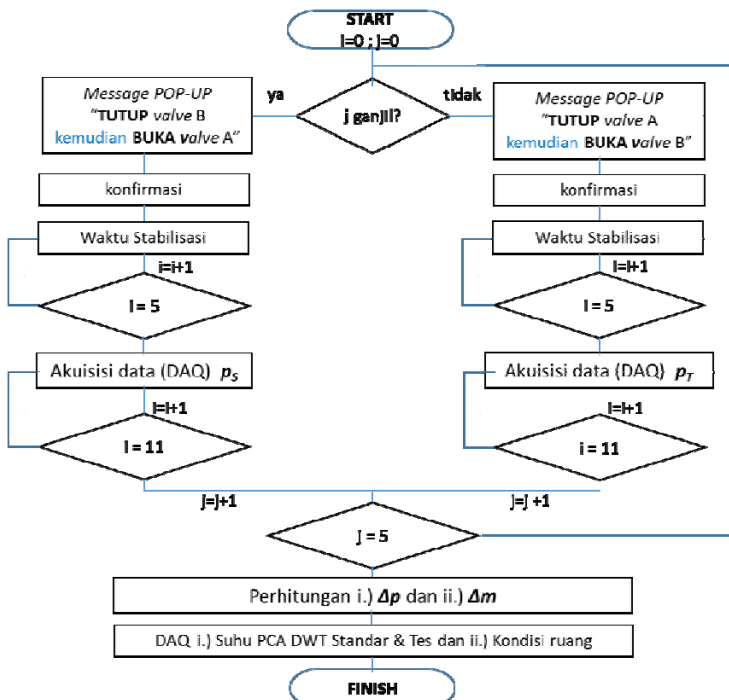 START
I=0 ; J=0
j ganjil?
ya
tidak
Message POP-UP
"TUTUP valve B
kemudian BUKA valve A"
konfirmasi
Waktu Stabilisasi
i=i+1
I = 5
Akuisisi data (DAQ) pS
I=I+1
I = 11
J=J+1
Message POP-UP
"TUTUP valve A
kemudian BUKA valve B"
konfirmasi
Waktu Stabilisasi
I=I+1
I = 5
Akuisisi data (DAQ) pT
I=I+1
i = 11
J=J +1
J = 5
Perhitungan i.) Δp dan ii.) Δm
DAQ i.) Suhu PCA DWT Standar & Tes dan ii.) Kondisi ruang
FINISH